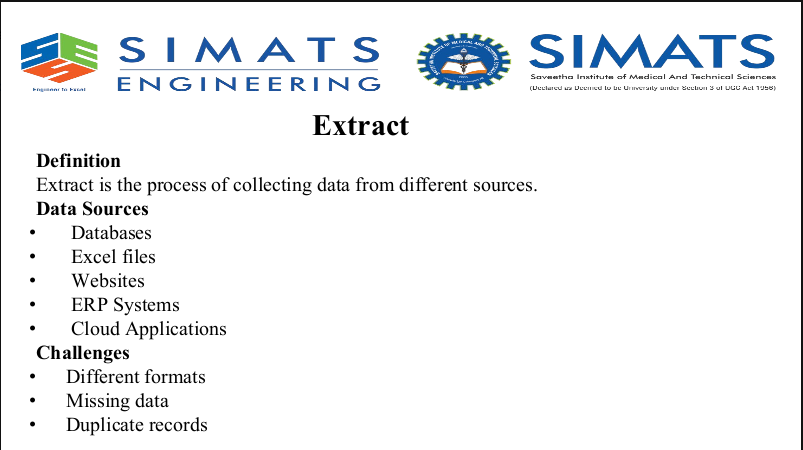 SIMATS
ENGINEERING
Engineer to Excel
SIMATS
Saveetha Institute of Medical And Technical Sciences
(Declared as Deemed to be University under Section 3 of UGC Act 1956)
Extract
Definition
Extract is the process of collecting data from different sources.
Data Sources
• Databases
• Excel files
• Websites
• ERP Systems
• Cloud Applications
Challenges
• Different formats
• Missing data
• Duplicate records